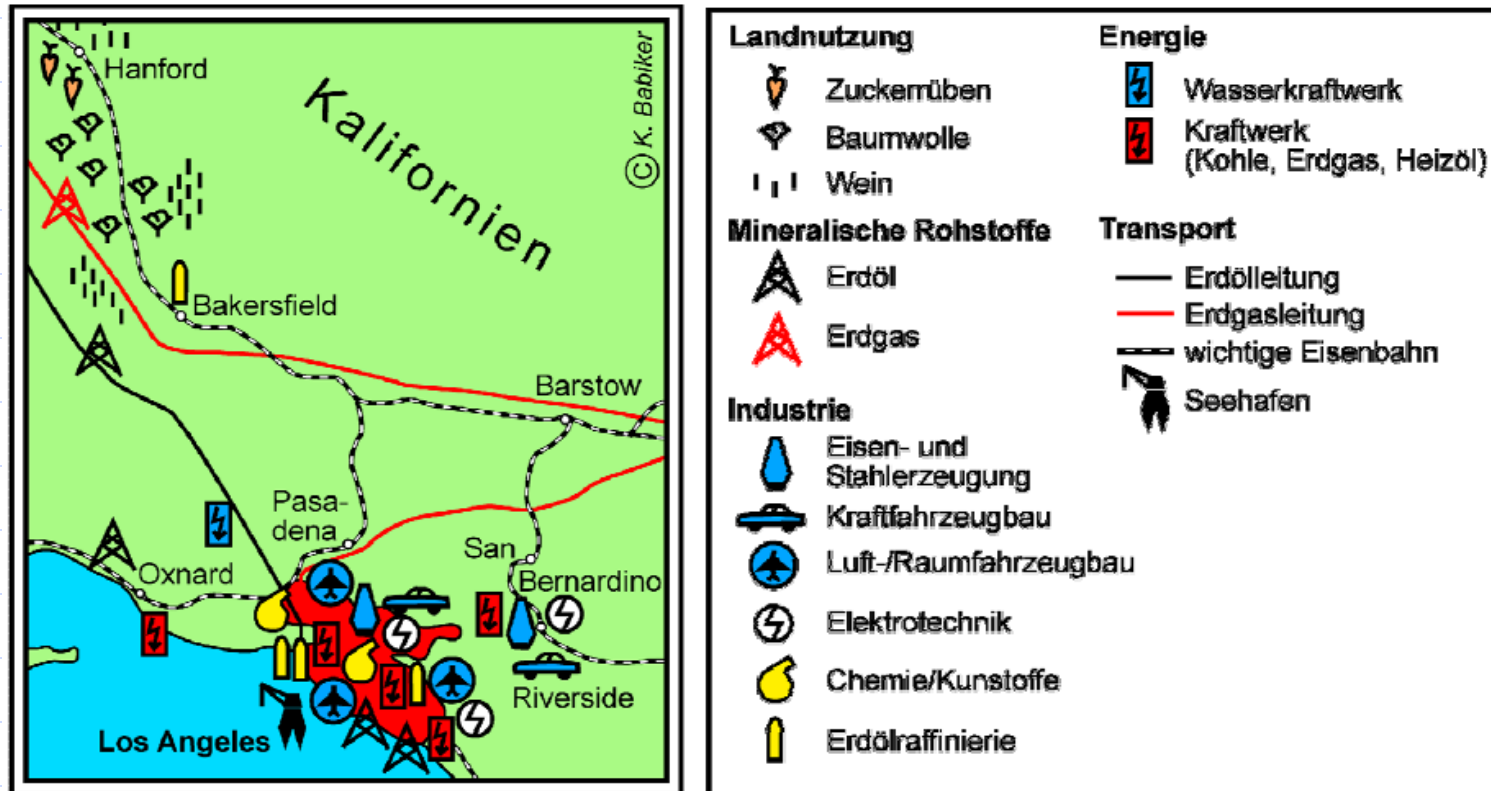 Hanford
Kalifornien
© K. Babiker
Bakersfield
Barstow
Pasa-
dena
San
Bernardino
Oxnard
Riverside
Los Angeles
Landnutzung
Zuckerrüben
Baumwolle
Wein
Mineralische Rohstoffe
Erdöl
Erdgas
Industrie
Eisen- und
Stahlerzeugung
Kraftfahrzeugbau
Luft-/Raumfahrzeugbau
Elektrotechnik
Chemie/Kunstoffe
Erdölraffinierie
Energie
Wasserkraftwerk
Kraftwerk
(Kohle, Erdgas, Heizöl)
Transport
Erdölleitung
Erdgasleitung
wichtige Eisenbahn
Seehafen